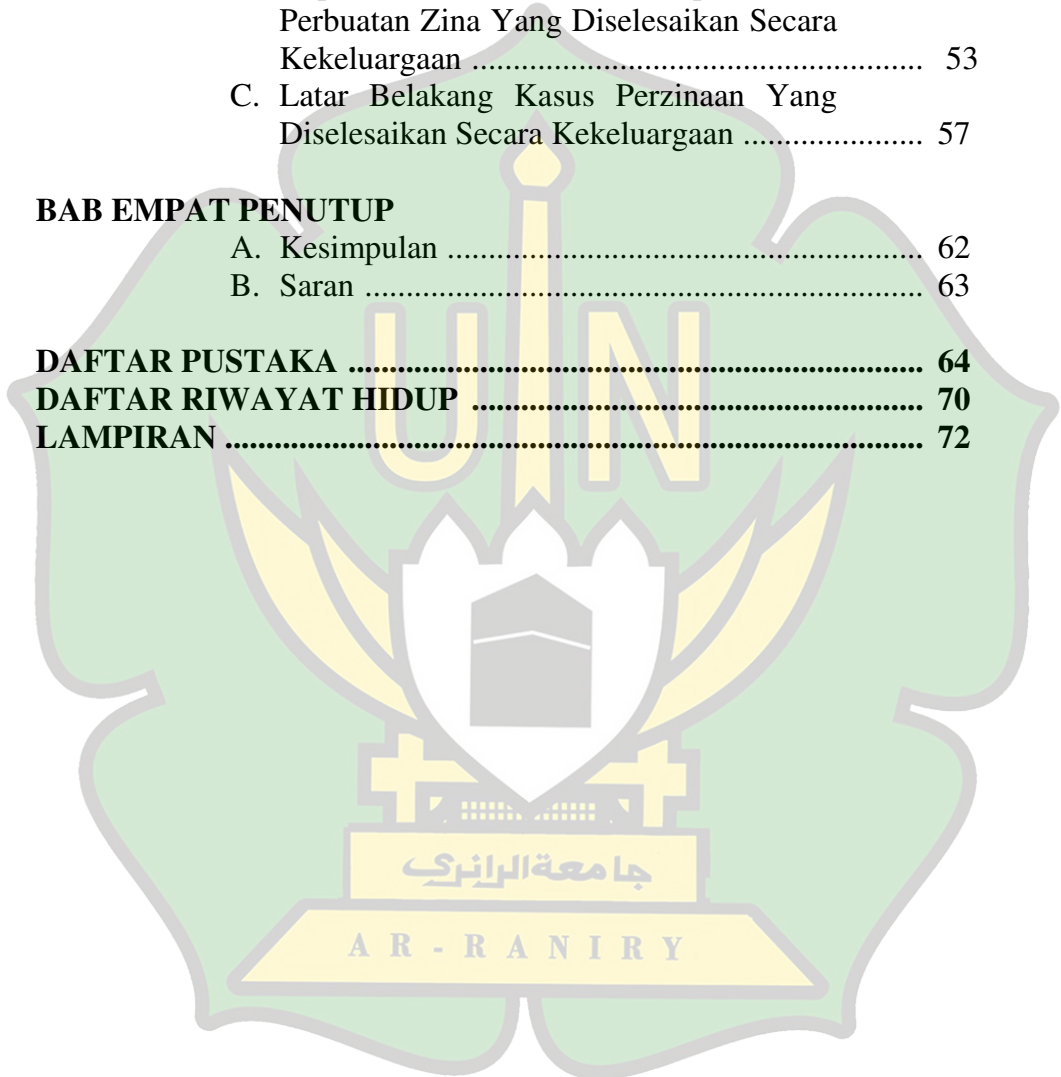 Perbuatan Zina Yang Diselesaikan Secara
Kekeluargaan ........................................................ 53
C. Latar Belakang Kasus Perzinaan Yang
Diselesaikan Secara Kekeluargaan ...................... 57
BAB EMPAT PENUTUP
A. Kesimpulan ........................................................... 62
B. Saran ..................................................................... 63
DAFTAR PUSTAKA ...................................................................... 64
DAFTAR RIWAYAT HIDUP ....................................................... 70
LAMPIRAN ..................................................................................... 72
UIN
جامعةالرانري
AR-RANIRY